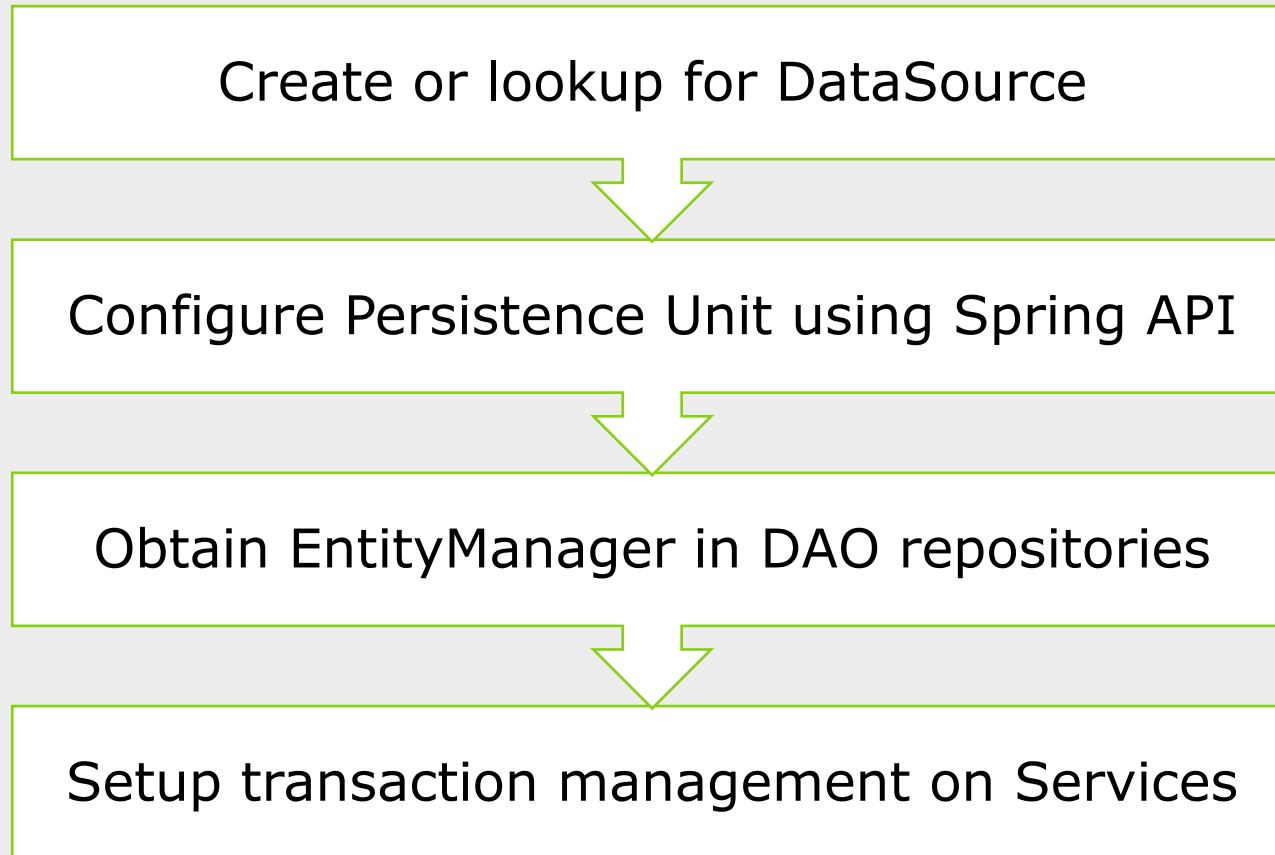 Create or lookup for DataSource
Configure Persistence Unit using Spring API
Obtain EntityManager in DAO repositories
Setup transaction management on Services